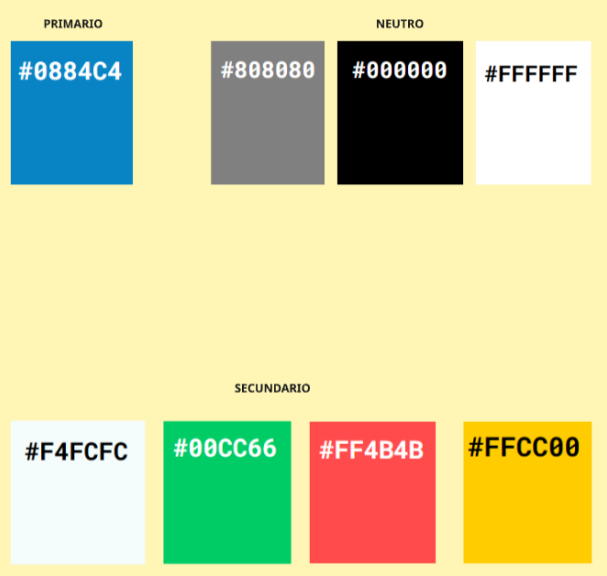 PRIMARIO
NEUTRO
#0884C4
#808080
#000000
#FFFFFF
SECUNDARIO
#F4FCFC
#00CC66
#FF4B4B
#FFCC00